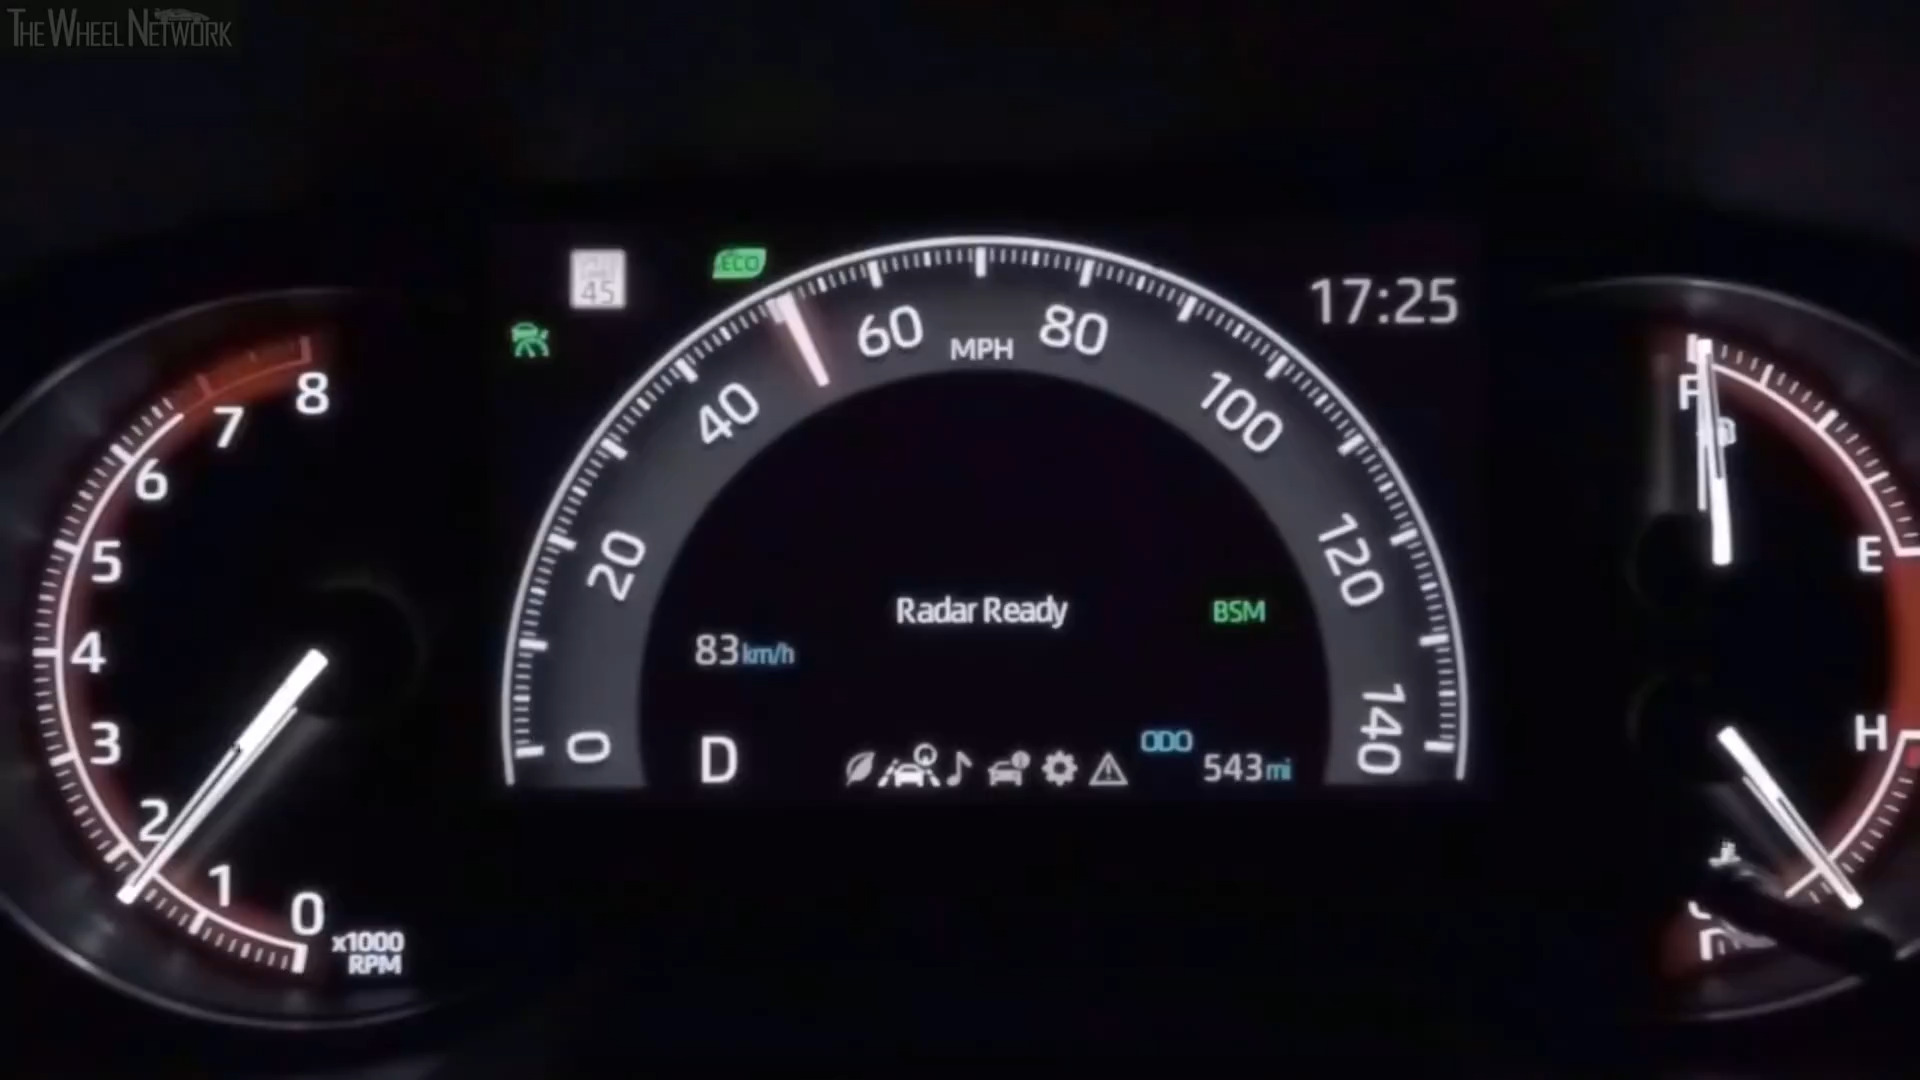 THE WHEEL NETWORK
45
ECO
17:25
0
20
40
60
MPH
80
100
120
140
8
7
6
5
4
3
2
1
0
x1000
RPM
Radar Ready
BSM
83 km/h
D
ODO
543 mi
F
E
H